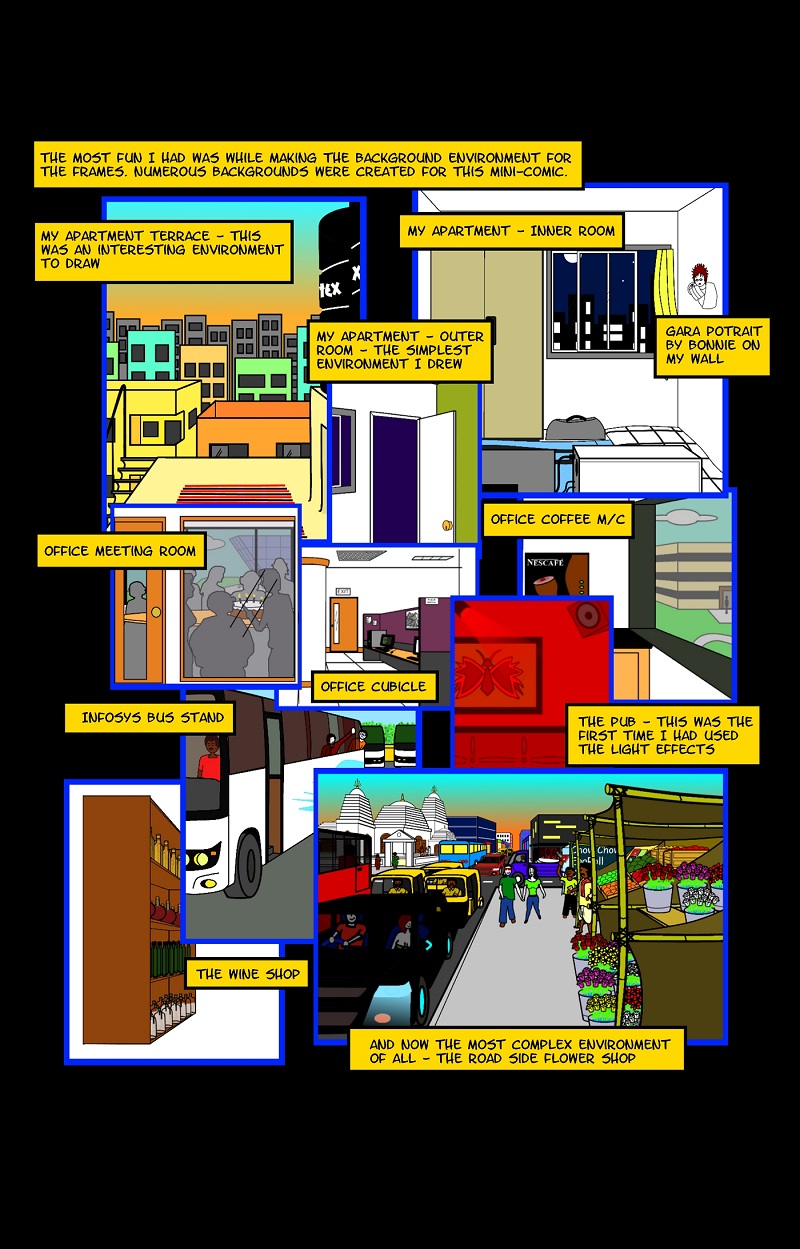 THE MOST FUN I HAD WAS WHILE MAKING THE BACKGROUND ENVIRONMENT FOR
THE FRAMES. NUMEROUS BACKGROUNDS WERE CREATED FOR THIS MINI-COMIC.
MY APARTMENT TERRACE - THIS
WAS AN INTERESTING ENVIRONMENT
TO DRAW
MY APARTMENT - INNER ROOM
MY APARTMENT - OUTER
ROOM - THE SIMPLEST
ENVIRONMENT I DREW
GARA POTRAIT
BY BONNIE ON
MY WALL
OFFICE COFFEE M/C
NESCAFÉ
OFFICE MEETING ROOM
EXIT
OFFICE CUBICLE
INFOSYS BUS STAND
THE PUB - THIS WAS THE
FIRST TIME I HAD USED
THE LIGHT EFFECTS
THE WINE SHOP
AND NOW THE MOST COMPLEX ENVIRONMENT
OF ALL - THE ROAD SIDE FLOWER SHOP